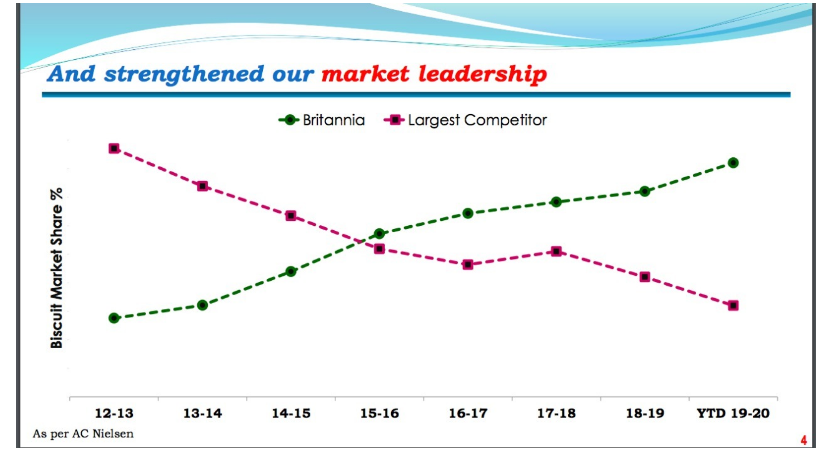 And strengthened our market leadership
Britannia Largest Competitor
Biscuit Market Share %
12-13 13-14 14-15 15-16 16-17 17-18 18-19 YTD 19-20
As per AC Nielsen
4